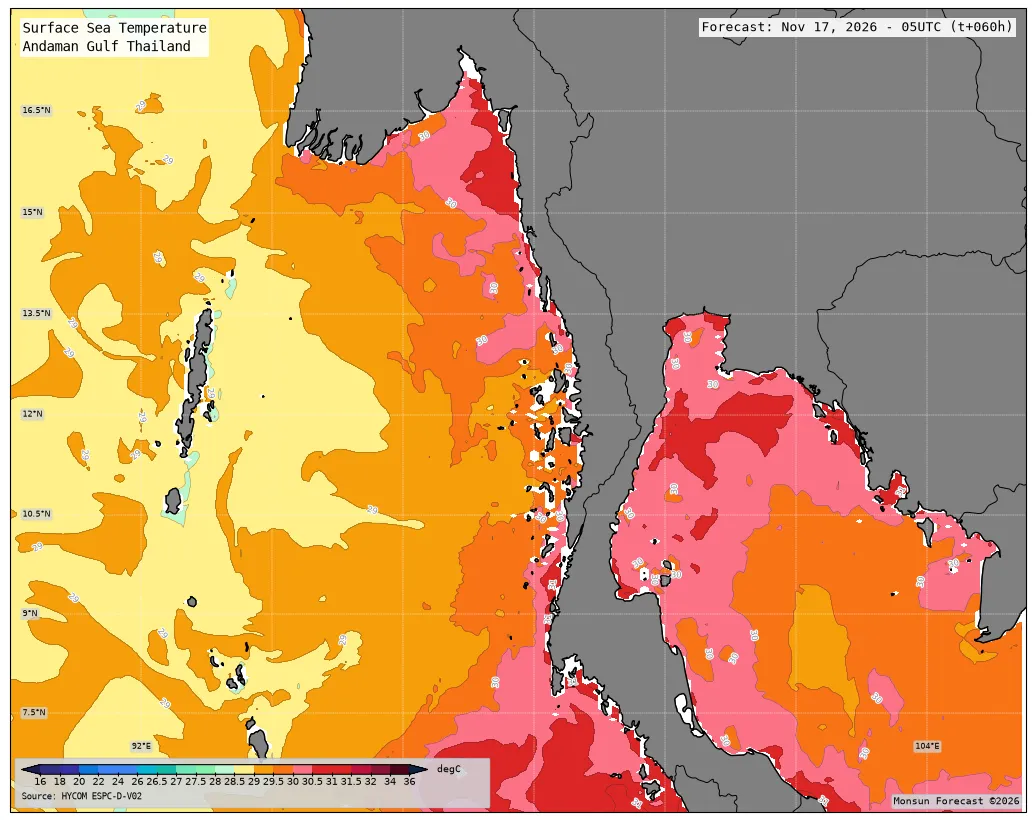 Surface Sea Temperature
Andaman Gulf Thailand
Forecast: Nov 17, 2026 - 05UTC (t+060h)
16.5°N
15°N
13.5°N
12°N
10.5°N
9°N
7.5°N
92°E
104°E
degC
16 18 20 22 24 26 26.5 27 27.5 28 28.5 29 29.5 30 30.5 31 31.5 32 34 36
Source: HYCOM ESPC-D-V02
Monsun Forecast ©2026